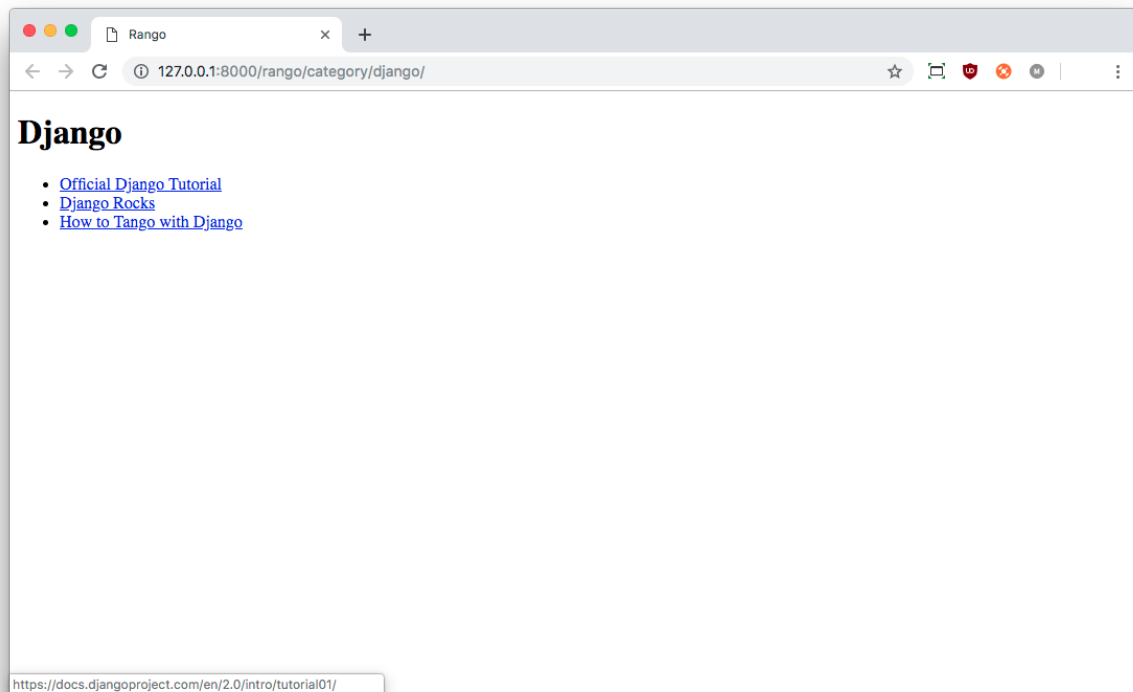 Rango
127.0.0.1:8000/rango/category/django/
Django
Official Django Tutorial
Django Rocks
How to Tango with Django
https://docs.djangoproject.com/en/2.0/intro/tutorial01/